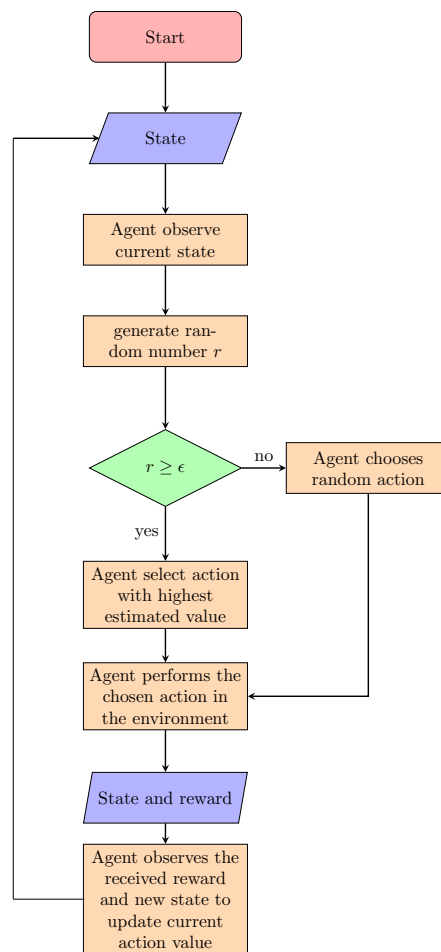 Start
State
Agent observe
current state
generate ran-
dom number r
r ≥ ϵ
no
Agent chooses
random action
yes
Agent select action
with highest
estimated value
Agent performs the
chosen action in
the environment
State and reward
Agent observes the
received reward
and new state to
update current
action value